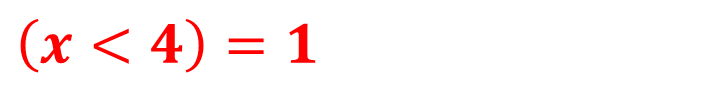 (x < 4) = 1